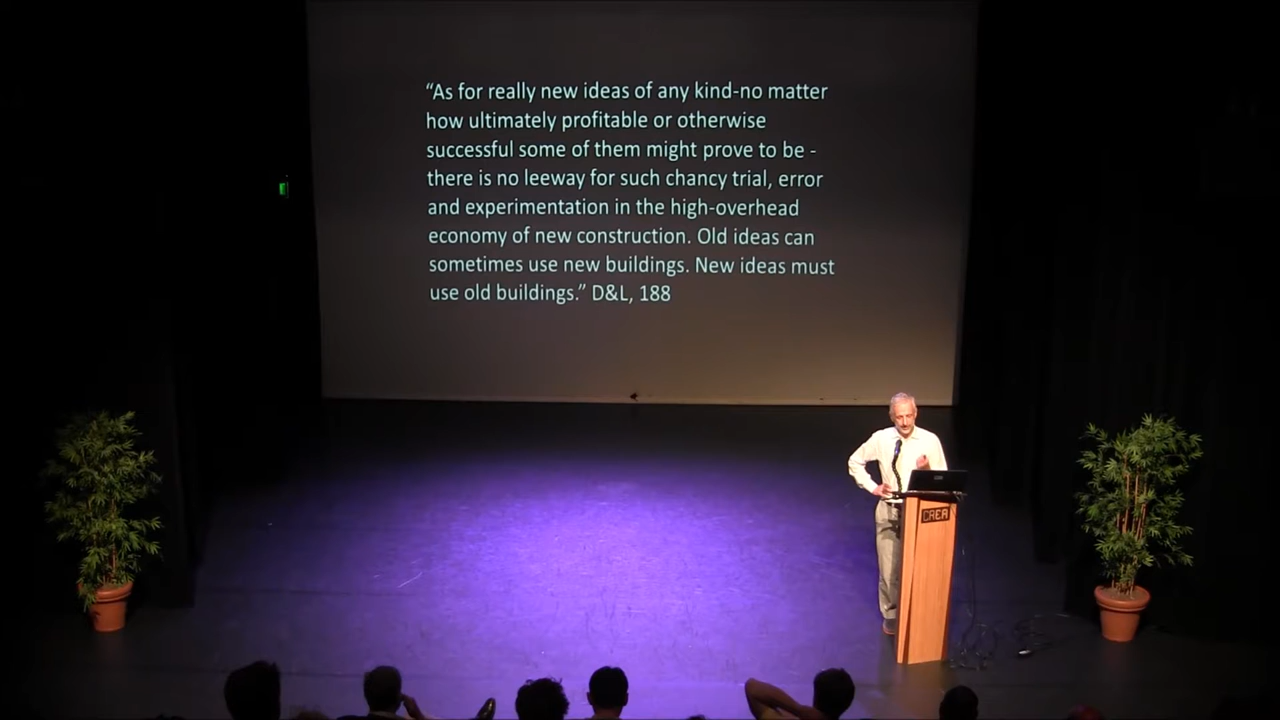 “As for really new ideas of any kind-no matter
how ultimately profitable or otherwise
successful some of them might prove to be -
there is no leeway for such chancy trial, error
and experimentation in the high-overhead
economy of new construction. Old ideas can
sometimes use new buildings. New ideas must
use old buildings.” D&L, 188
CREA